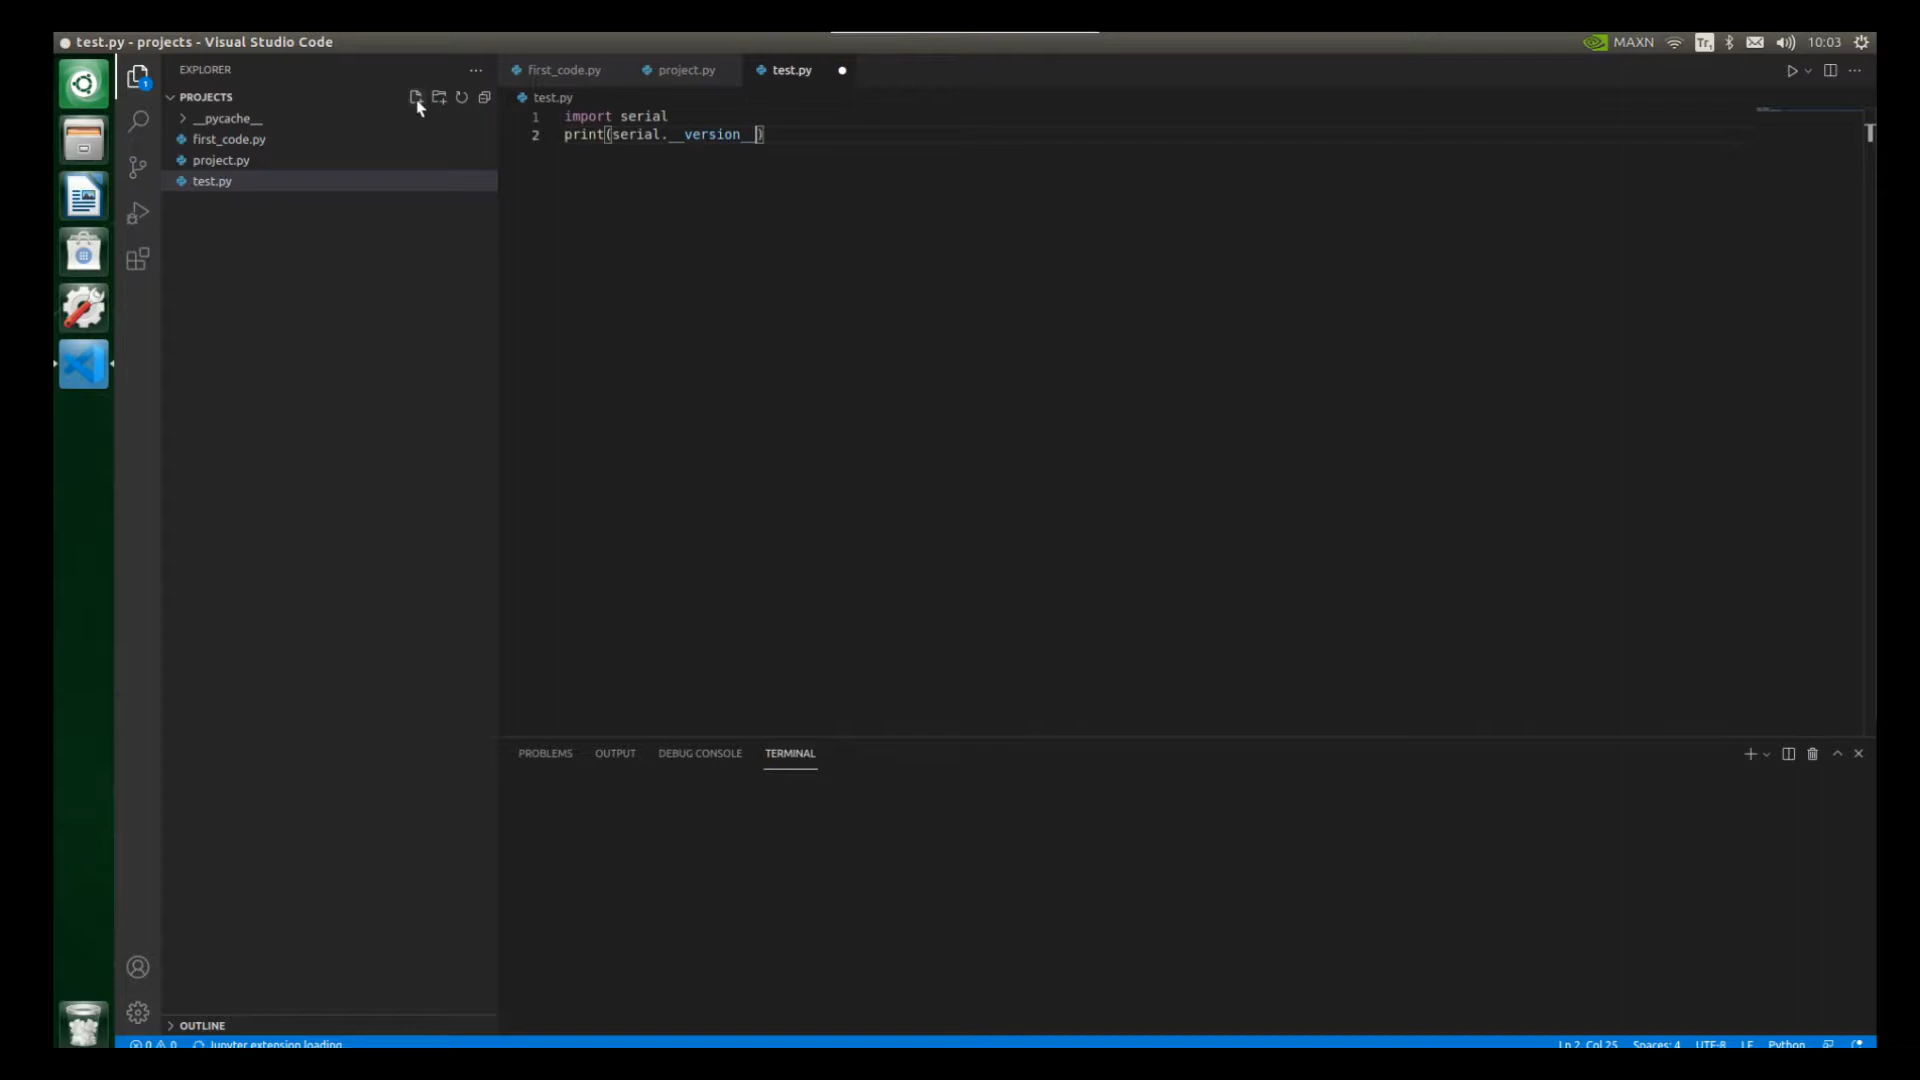 test.py - projects - Visual Studio Code
MAXN
Tr1
10:03
EXPLORER
first_code.py
project.py
test.py
PROJECTS
test.py
__pycache__
first_code.py
project.py
test.py
1 import serial
2 print(serial.__version__)
1
PROBLEMS
OUTPUT
DEBUG CONSOLE
TERMINAL
OUTLINE
0 0 Jupyter extension loading
Ln 2, Col 25
Spaces: 4
UTF-8
LF
Python